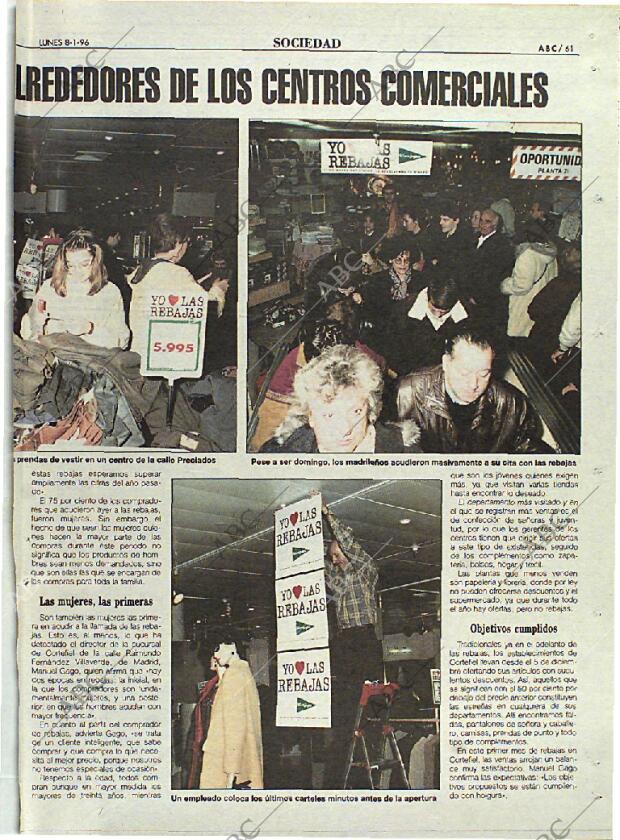 LUNES 8-1-96
SOCIEDAD
ABC / 61
LREDEDORES DE LOS CENTROS COMERCIALES
YO LAS
REBAJAS
5.995
YO AS
REBAJAS
OPORTUNID
PLANTA
prendas de vestir en un centro de la calle Preciados
Pese a ser domingo, los madrileños acudieron masivamente a su cita con las rebajas
éstas rebajas esperamos superar
ampliamente las cifras del año pasa-
do».
El 75 por ciento de los comprado-
res que acudieron ayer a las rebajas,
fueron mujeres. Sin embargo, el
hecho de que sean las mujeres quie-
nes hacen la mayor parte de las
compras durante este periodo no
significa que los productos de hom-
bres sean menos demandados, sino
que son ellas las que se encargan de
las compras para toda la familia.
Las mujeres, las primeras
Son también las mujeres las prime-
ras en acudir a la llamada de las reba-
jas. Esto es, al menos, lo que ha
detectado el director de la sucursal
de Cortefiel de la calle Raimundo
Fernández Villaverde, de Madrid,
Manuel Gago, quien afirma que «hay
dos épocas en rebajas: la inicial, en
la que los compradores son funda-
mentalmente mujeres, y una poste-
rior, en que los hombres acuden con
mayor frecuencia».
En cuanto al perfil del comprador
de rebajas, advierte Gago, «se trata
de un cliente inteligente, que sabe
comprar y que compra lo que nece-
sita al mejor precio, porque nosotros
no tenemos especiales de ocasión».
Respecto a la edad, todos com-
pran aunque en mayor medida los
mayores de treinta años, mientras
YO LAS
REBAJAS
YO LAS
REBAJAS
YO LAS
REBAJAS
Un empleado coloca los últimos carteles minutos antes de la apertura
que son los jóvenes quienes exigen
más, ya que visitan varias tiendas
hasta encontrar lo deseado.
El departamento más visitado y en
el que se registran más ventas es el
de confección de señoras y juven-
tud, por lo que los gerentes de los
centros tienen que dirigir su oferta
a este tipo de existencias, seguido
de los complementos como zapa-
tería, bolsos, hogar y textil.
Las plantas que menos venden
son papelería y librería, donde por ley
no pueden ofrecerse descuentos y el
supermercado, ya que durante todo
el año hay ofertas, pero no rebajas.
Objetivos cumplidos
Tradicionales ya en el adelanto de
las rebajas, los establecimientos de
Cortefiel llevan desde el 5 de diciem-
bre ofertando sus artículos con sucu-
lentos descuentos. Así, aquellos que
se significan con el 50 por ciento por
debajo del precio anterior constituyen
las estrellas en cualquiera de sus
departamentos. Allí encontramos fal-
das, pantalones de señora y caballe-
ro, camisas, prendas de punto y todo
tipo de complementos.
En este primer mes de rebajas en
Cortefiel, las ventas arrojan un balan-
ce muy satisfactorio. Manuel Gago
confirma las expectativas: «Los obje-
tivos propuestos se están cumplien-
do con holgura».